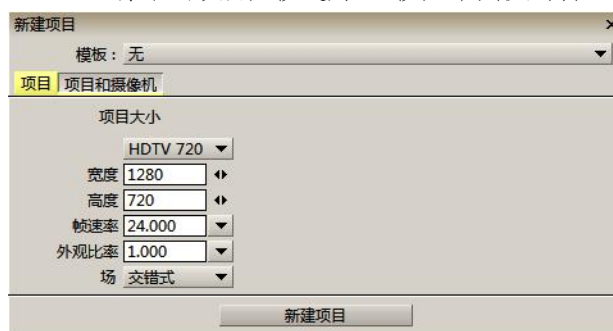 新建项目
模板: 无
项目 项目和摄像机
项目大小
HDTV 720
宽度 1280
高度 720
帧速率 24.000
外观比率 1.000
场 交错式
新建项目